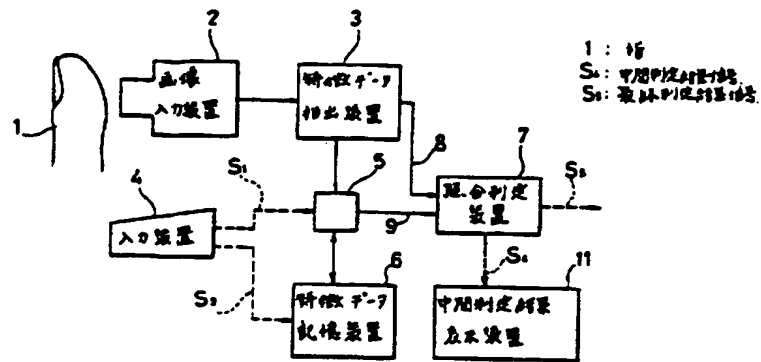 2
3
画像
入力装置
特徴データ
抽出装置
1
1 : 指
S₄: 中間判定結果信号.
S₅: 最終判定結果信号.
8
7
4
S₁
5
照合判定
装置
S₅
入力装置
9
S₂
6
S₄
11
特徴データ
記憶装置
中間判定結果
表示装置